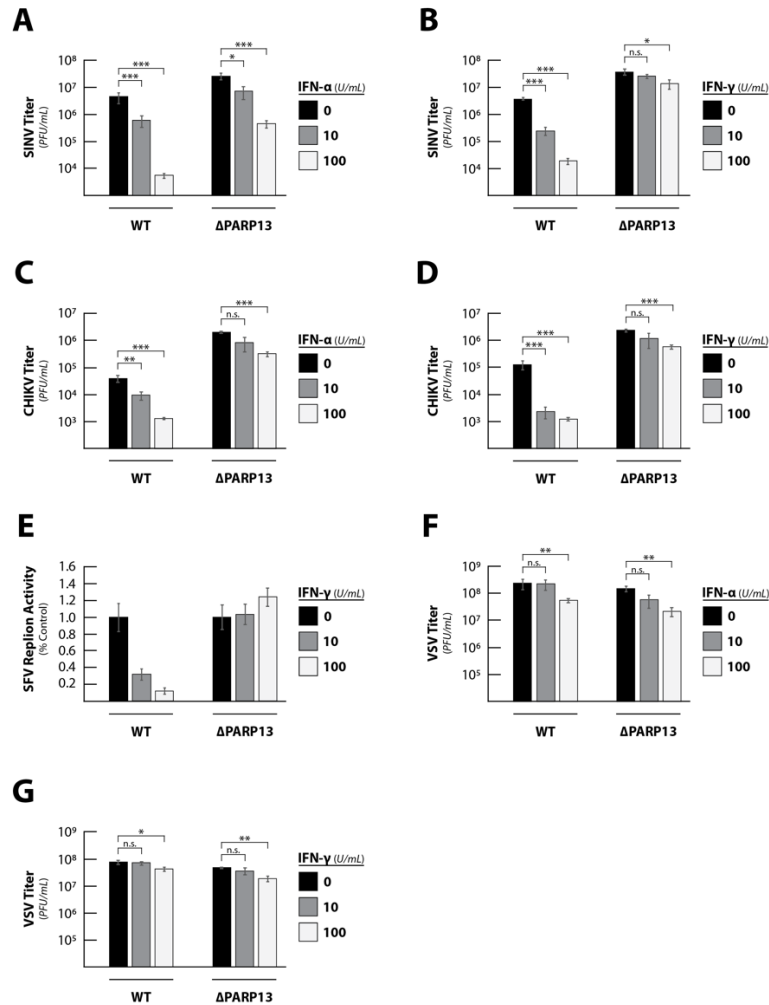 A
SINV Titer
(PFU/mL)
10⁸
10⁷
10⁶
10⁵
10⁴
***
***
***
*
WT
ΔPARP13
IFN-α (U/mL)
0
10
100
B
SINV Titer
(PFU/mL)
10⁸
10⁷
10⁶
10⁵
10⁴
***
***
*
n.s.
WT
ΔPARP13
IFN-γ (U/mL)
0
10
100
C
CHIKV Titer
(PFU/mL)
10⁷
10⁶
10⁵
10⁴
10³
***
**
***
n.s.
WT
ΔPARP13
IFN-α (U/mL)
0
10
100
D
CHIKV Titer
(PFU/mL)
10⁷
10⁶
10⁵
10⁴
10³
***
***
***
n.s.
WT
ΔPARP13
IFN-γ (U/mL)
0
10
100
E
SFV Replion Activity
(% Control)
1.6
1.4
1.2
1.0
0.8
0.6
0.4
0.2
WT
ΔPARP13
IFN-γ (U/mL)
0
10
100
F
VSV Titer
(PFU/mL)
10⁹
10⁸
10⁷
10⁶
10⁵
**
n.s.
**
n.s.
WT
ΔPARP13
IFN-α (U/mL)
0
10
100
G
VSV Titer
(PFU/mL)
10⁹
10⁸
10⁷
10⁶
10⁵
*
n.s.
**
n.s.
WT
ΔPARP13
IFN-γ (U/mL)
0
10
100